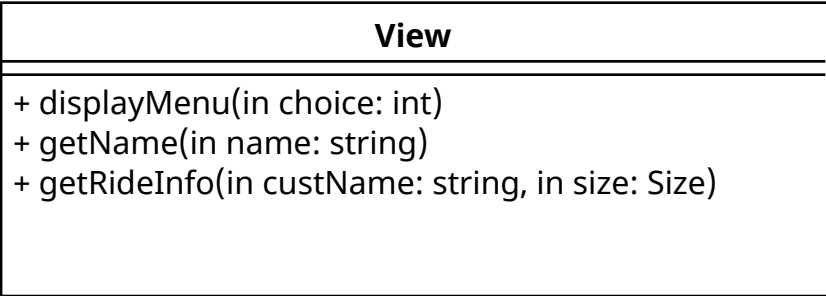 View
+ displayMenu(in choice: int)
+ getName(in name: string)
+ getRideInfo(in custName: string, in size: Size)